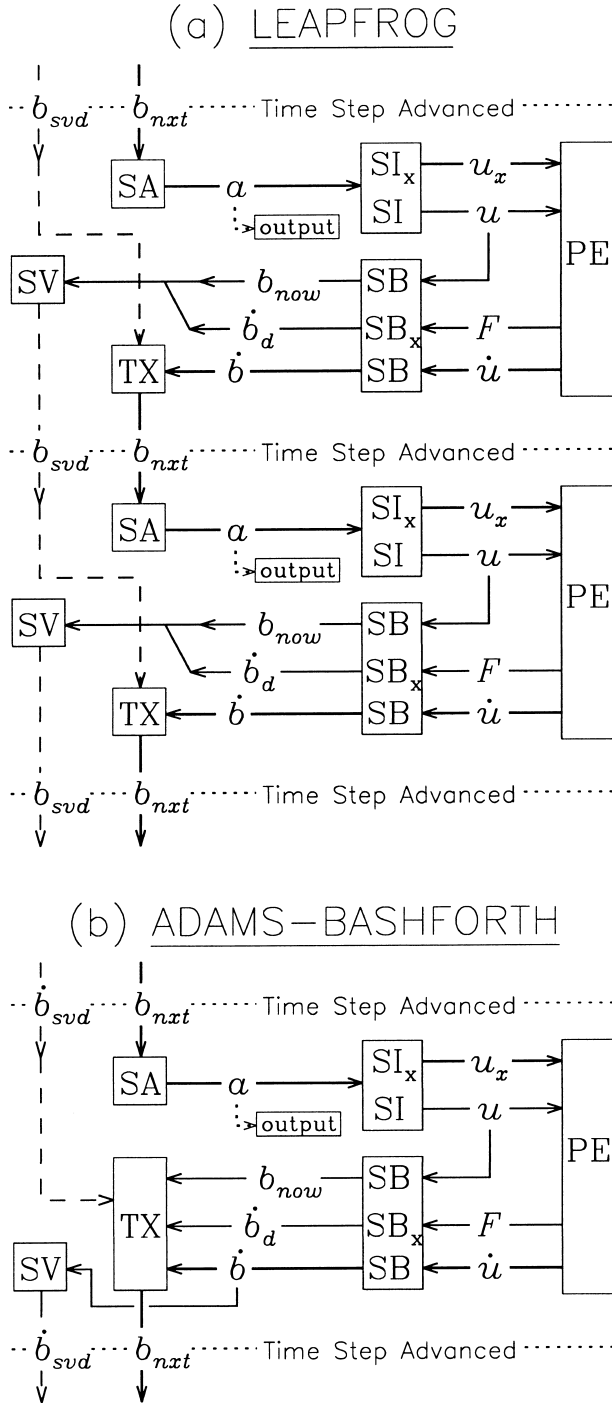 (a) LEAPFROG
b_svd b_nxt Time Step Advanced
SA a SI_x u_x
output SI u PE
SV b_now SB
ḃ_d SB_x F
TX ḃ SB u̇
b_svd b_nxt Time Step Advanced
SA a SI_x u_x
output SI u PE
SV b_now SB
ḃ_d SB_x F
TX ḃ SB u̇
b_svd b_nxt Time Step Advanced
(b) ADAMS-BASHFORTH
ḃ_svd b_nxt Time Step Advanced
SA a SI_x u_x
output SI u PE
b_now SB
TX ḃ_d SB_x F
SV ḃ SB u̇
ḃ_svd b_nxt Time Step Advanced